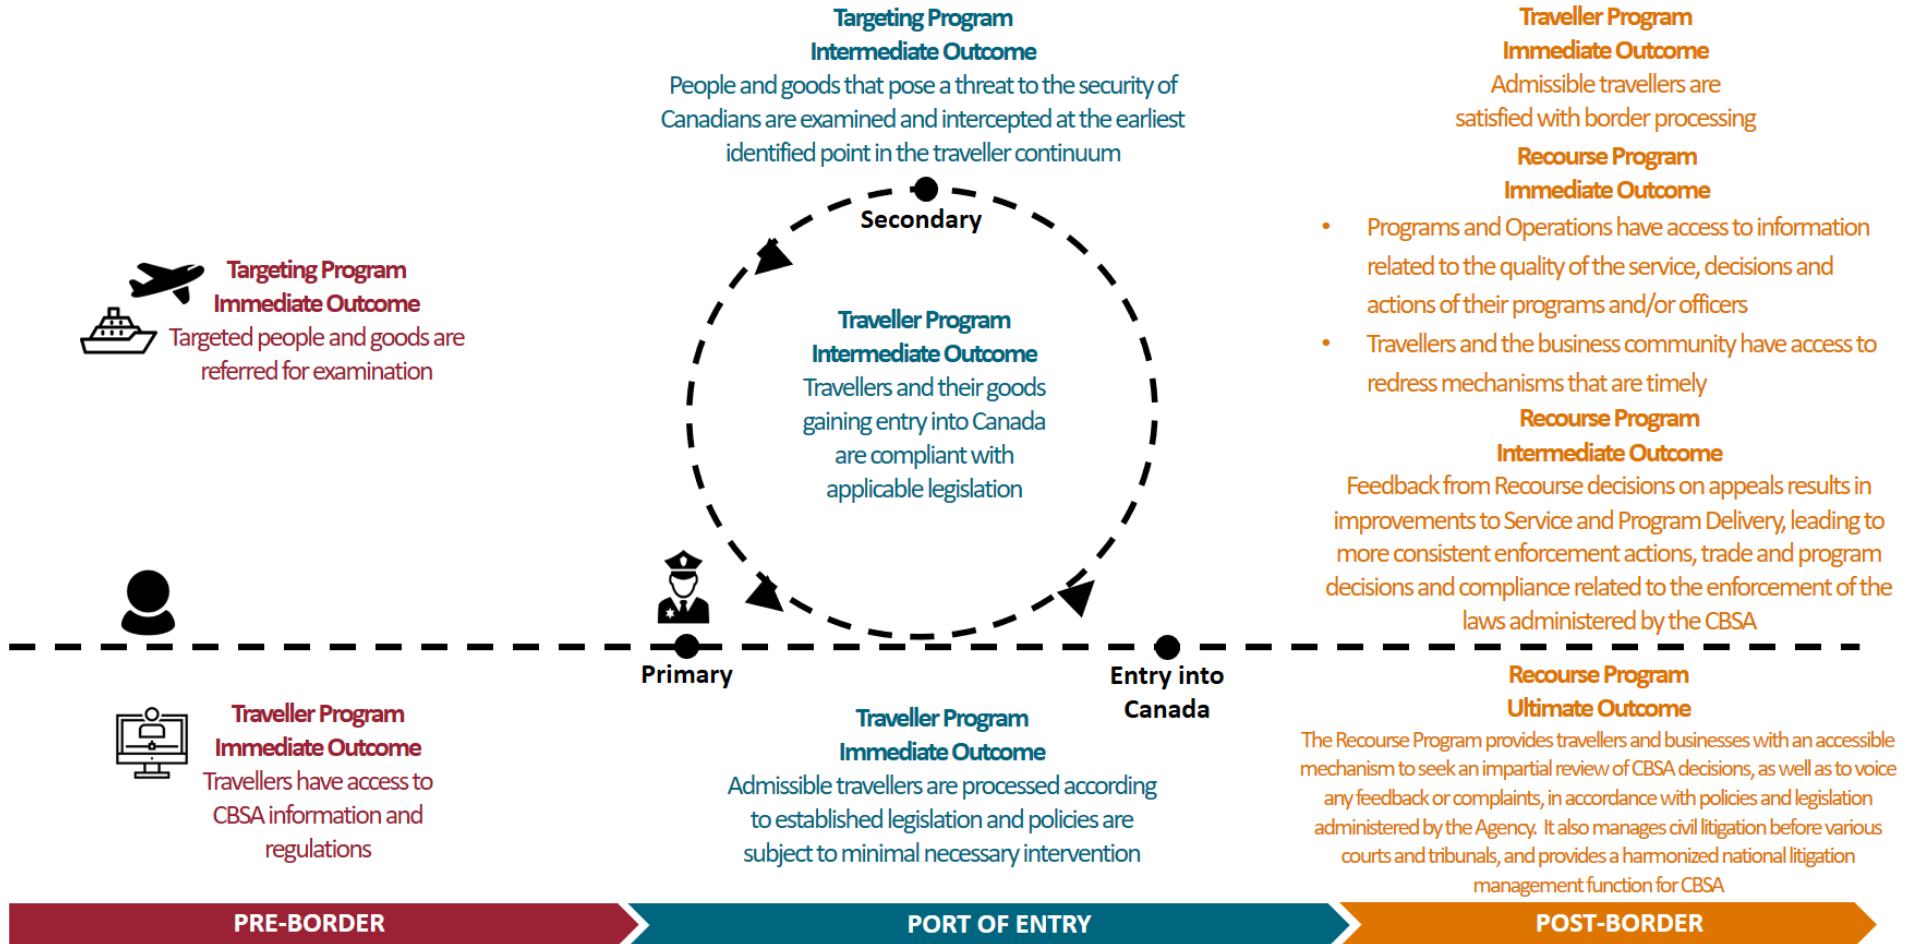 Targeting Program
Immediate Outcome
Targeted people and goods are
referred for examination
Traveller Program
Immediate Outcome
Travellers have access to
CBSA information and
regulations
PRE-BORDER
Targeting Program
Intermediate Outcome
People and goods that pose a threat to the security of
Canadians are examined and intercepted at the earliest
identified point in the traveller continuum
Secondary
Traveller Program
Intermediate Outcome
Travellers and their goods
gaining entry into Canada
are compliant with
applicable legislation
Primary
Entry into
Canada
Traveller Program
Immediate Outcome
Admissible travellers are processed according
to established legislation and policies are
subject to minimal necessary intervention
PORT OF ENTRY
Traveller Program
Immediate Outcome
Admissible travellers are
satisfied with border processing
Recourse Program
Immediate Outcome
• Programs and Operations have access to information
related to the quality of the service, decisions and
actions of their programs and/or officers
• Travellers and the business community have access to
redress mechanisms that are timely
Recourse Program
Intermediate Outcome
Feedback from Recourse decisions on appeals results in
improvements to Service and Program Delivery, leading to
more consistent enforcement actions, trade and program
decisions and compliance related to the enforcement of the
laws administered by the CBSA
Recourse Program
Ultimate Outcome
The Recourse Program provides travellers and businesses with an accessible
mechanism to seek an impartial review of CBSA decisions, as well as to voice
any feedback or complaints, in accordance with policies and legislation
administered by the Agency. It also manages civil litigation before various
courts and tribunals, and provides a harmonized national litigation
management function for CBSA
POST-BORDER